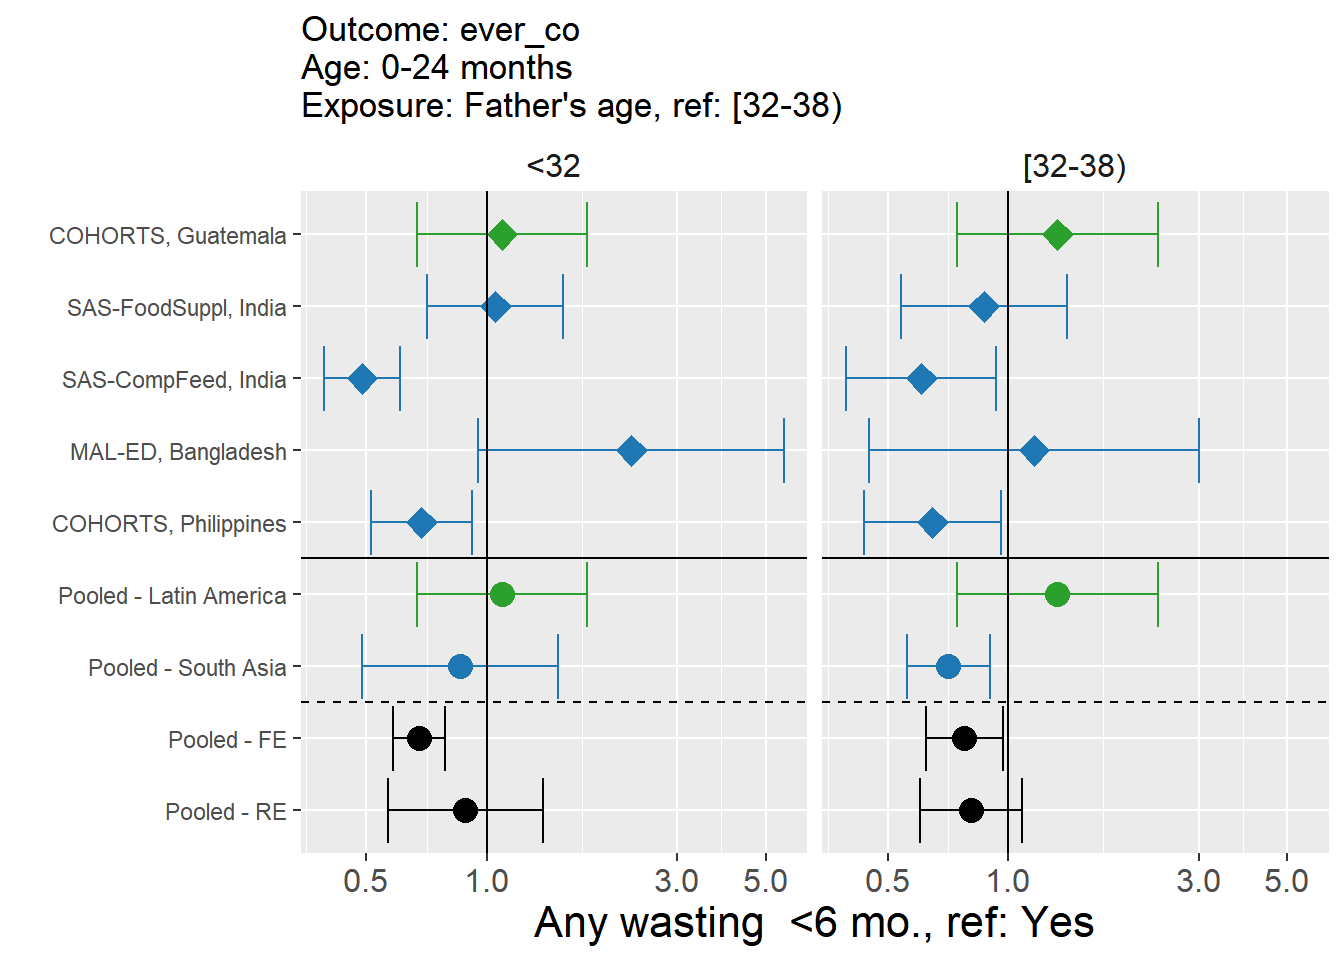 Outcome: ever_co
Age: 0-24 months
Exposure: Father's age, ref: [32-38)
<32
[32-38)
COHORTS, Guatemala
SAS-FoodSuppl, India
SAS-CompFeed, India
MAL-ED, Bangladesh
COHORTS, Philippines
Pooled - Latin America
Pooled - South Asia
Pooled - FE
Pooled - RE
0.5 1.0 3.0 5.0 0.5 1.0 3.0 5.0
Any wasting  <6 mo., ref: Yes